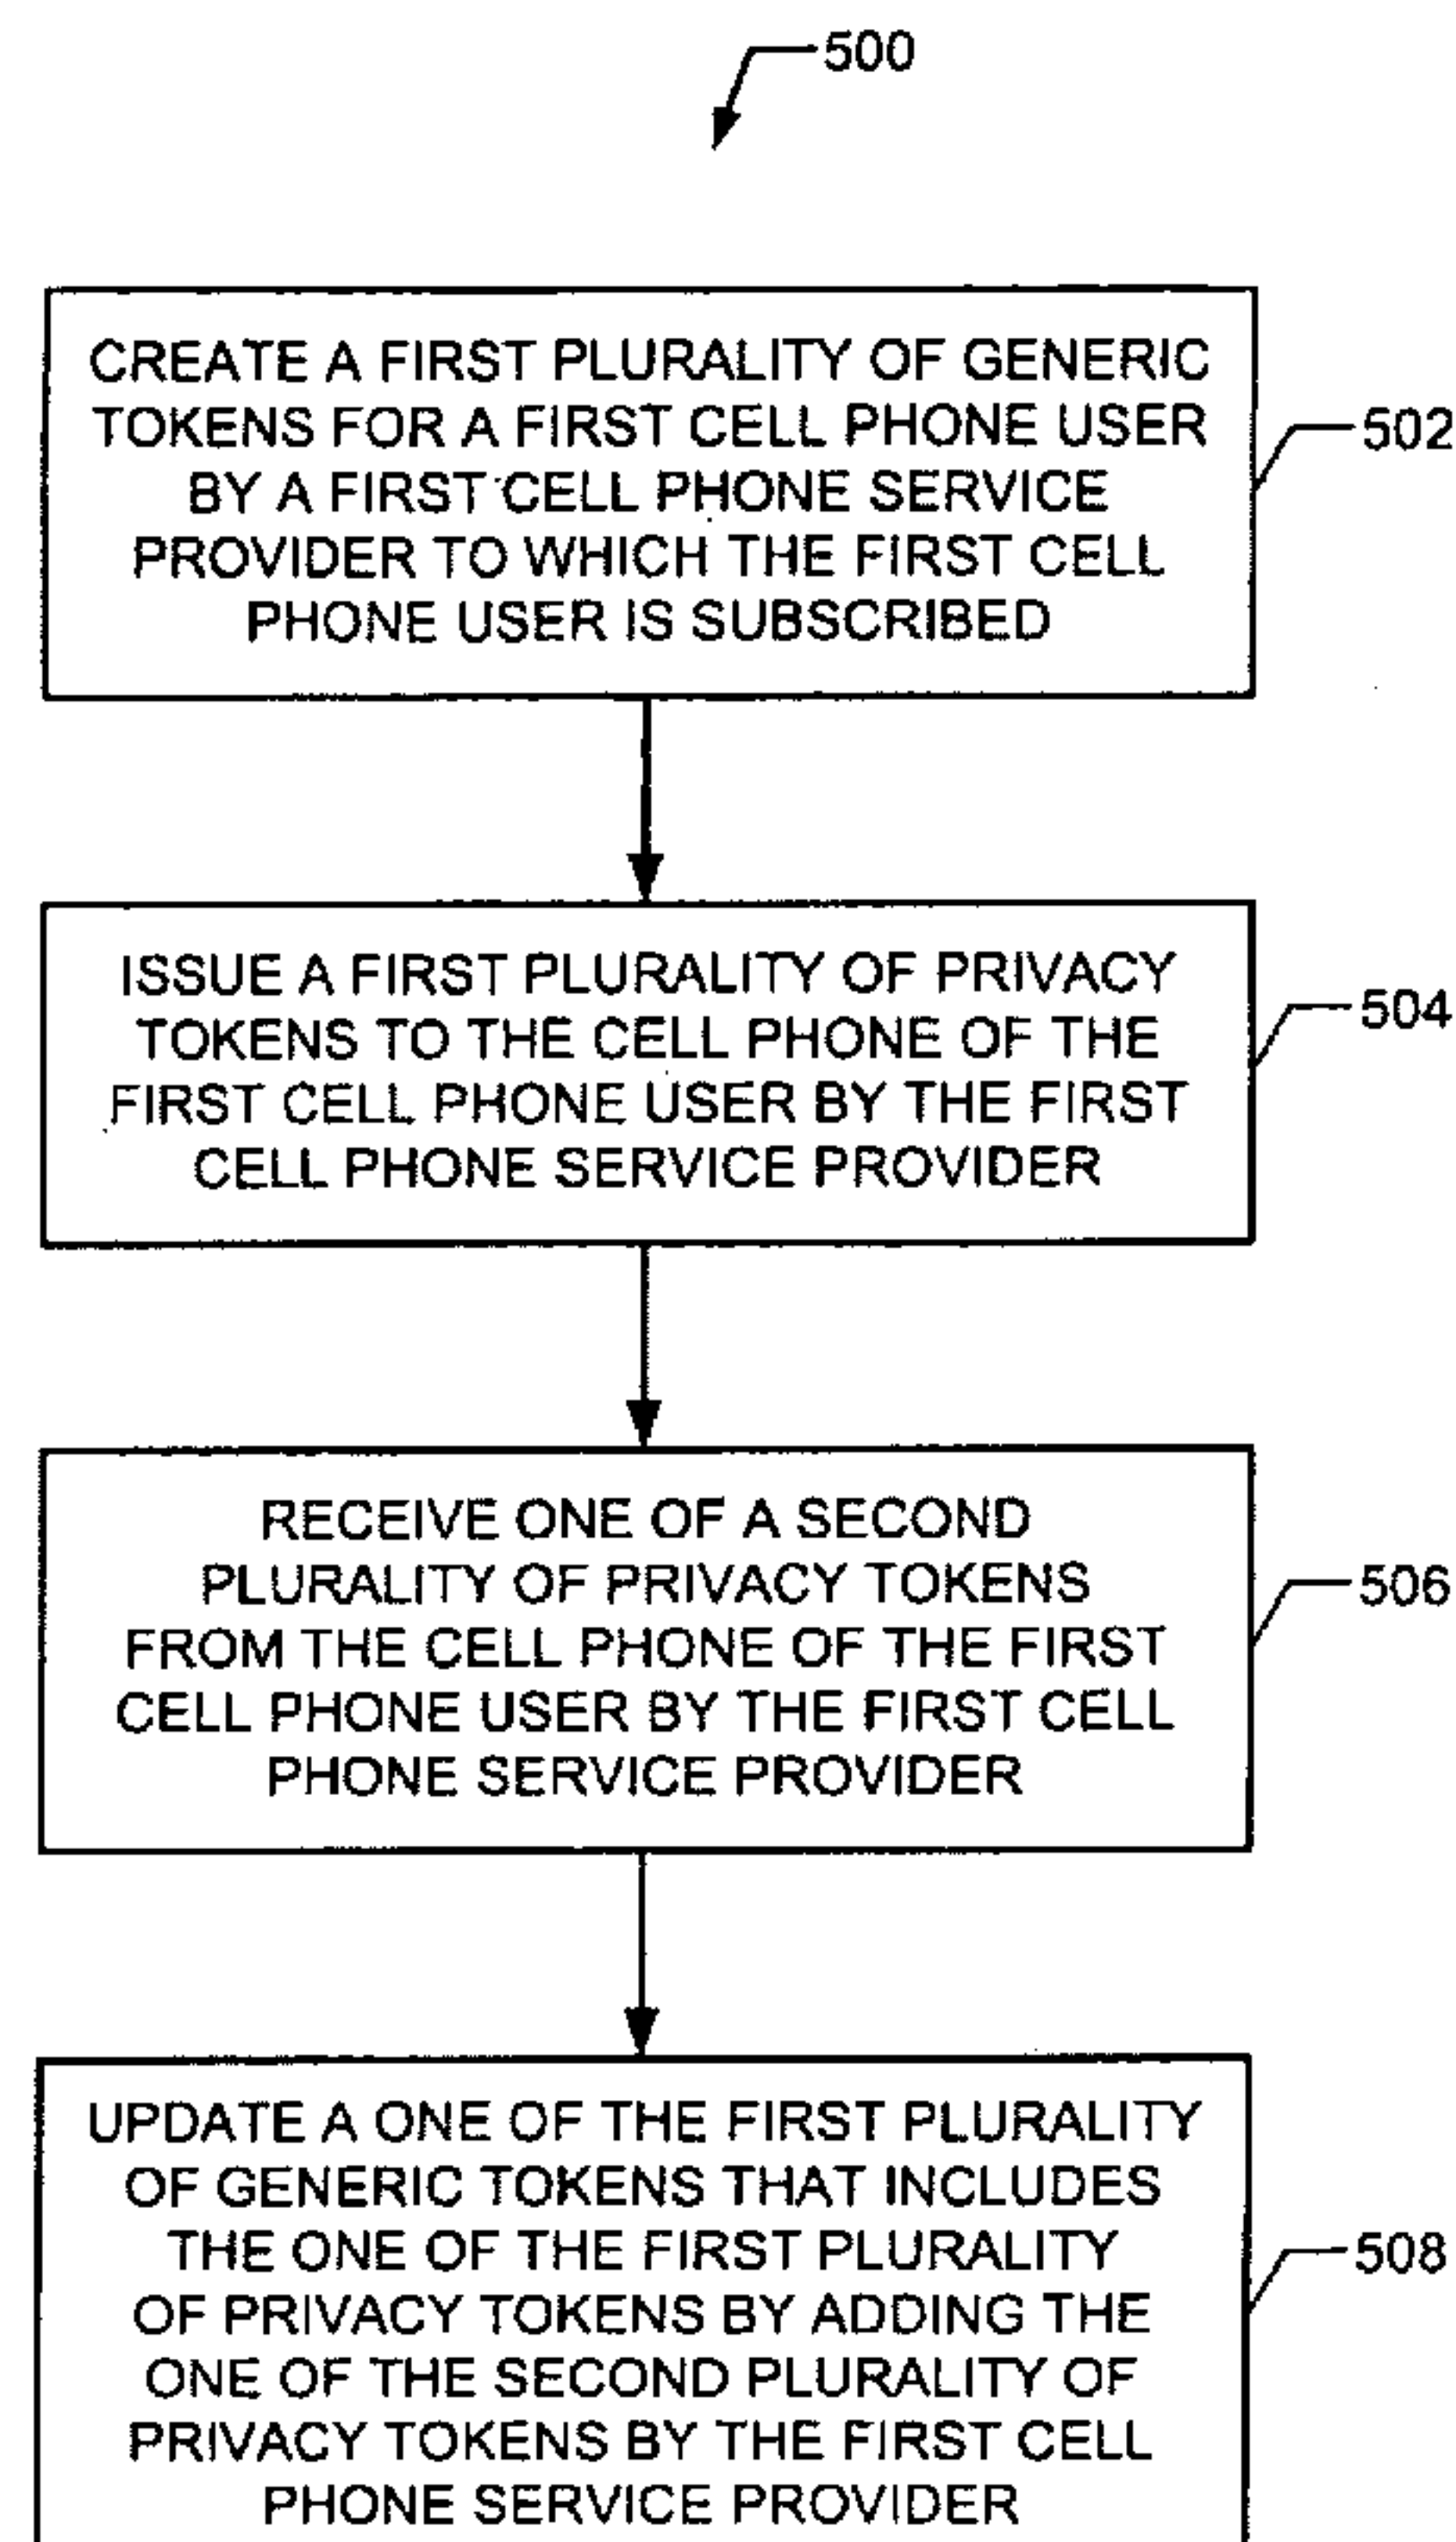 500
CREATE A FIRST PLURALITY OF GENERIC
TOKENS FOR A FIRST CELL PHONE USER
BY A FIRST CELL PHONE SERVICE
PROVIDER TO WHICH THE FIRST CELL
PHONE USER IS SUBSCRIBED
502
ISSUE A FIRST PLURALITY OF PRIVACY
TOKENS TO THE CELL PHONE OF THE
FIRST CELL PHONE USER BY THE FIRST
CELL PHONE SERVICE PROVIDER
504
RECEIVE ONE OF A SECOND
PLURALITY OF PRIVACY TOKENS
FROM THE CELL PHONE OF THE FIRST
CELL PHONE USER BY THE FIRST CELL
PHONE SERVICE PROVIDER
506
UPDATE A ONE OF THE FIRST PLURALITY
OF GENERIC TOKENS THAT INCLUDES
THE ONE OF THE FIRST PLURALITY
OF PRIVACY TOKENS BY ADDING THE
ONE OF THE SECOND PLURALITY OF
PRIVACY TOKENS BY THE FIRST CELL
PHONE SERVICE PROVIDER
508